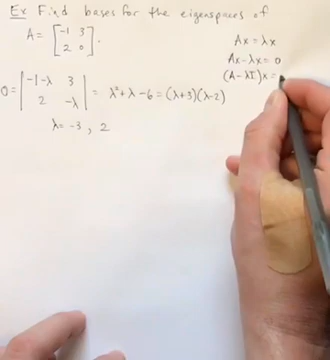 Ex Find bases for the eigenspaces of
A = [-1 3
2 0].
0 = |-1-λ 3
2 -λ| = λ²+λ-6 = (λ+3)(λ-2)
λ = -3, 2
Ax = λx
Ax - λx = 0
(A - λI)x =